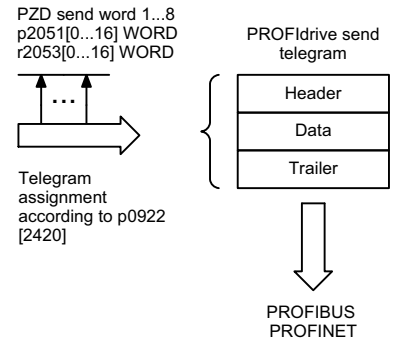 PZD send word 1...8
p2051[0...16] WORD
r2053[0...16] WORD
...
Telegram
assignment
according to p0922
[2420]
PROFIdrive send
telegram
Header
Data
Trailer
PROFIBUS
PROFINET